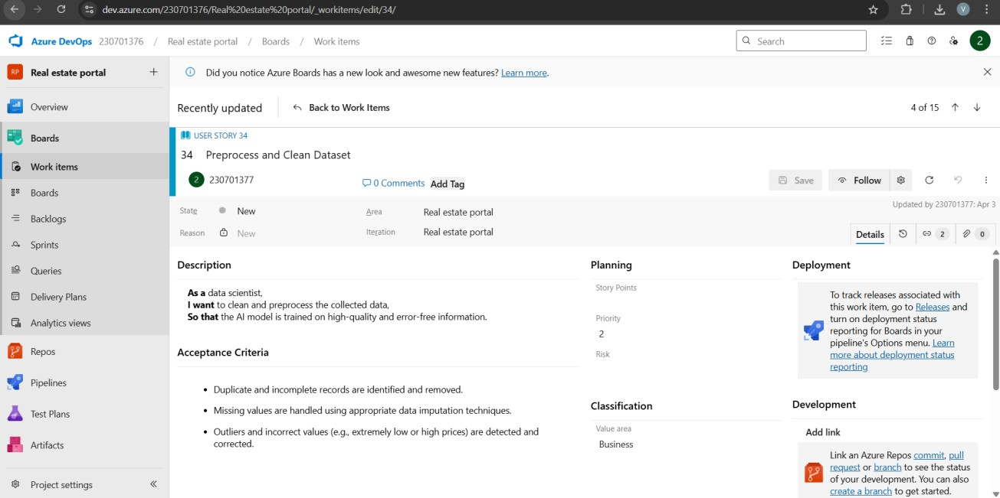 dev.azure.com/230701376/Real%20estate%20portal/_workitems/edit/34/
V
Azure DevOps 230701376 / Real estate portal / Boards / Work items
Search
2
RP Real estate portal +
Overview
Boards
Work items
Boards
Backlogs
Sprints
Queries
Delivery Plans
Analytics views
Repos
Pipelines
Test Plans
Artifacts
Project settings
Did you notice Azure Boards has a new look and awesome new features? Learn more.
Recently updated
Back to Work Items
4 of 15
USER STORY 34
34 Preprocess and Clean Dataset
2 230701377
0 Comments
Add Tag
Save
Follow
State New
Area Real estate portal
Updated by 230701377: Apr 3
Reason New
Iteration Real estate portal
Details
2
0
Description
As a data scientist,
I want to clean and preprocess the collected data,
So that the AI model is trained on high-quality and error-free information.
Acceptance Criteria
• Duplicate and incomplete records are identified and removed.
• Missing values are handled using appropriate data imputation techniques.
• Outliers and incorrect values (e.g., extremely low or high prices) are detected and
corrected.
Planning
Story Points
Priority
2
Risk
Classification
Value area
Business
Deployment
To track releases associated with
this work item, go to Releases and
turn on deployment status
reporting for Boards in your
pipeline's Options menu. Learn
more about deployment status
reporting
Development
Add link
Link an Azure Repos commit, pull
request or branch to see the status
of your development. You can also
create a branch to get started.